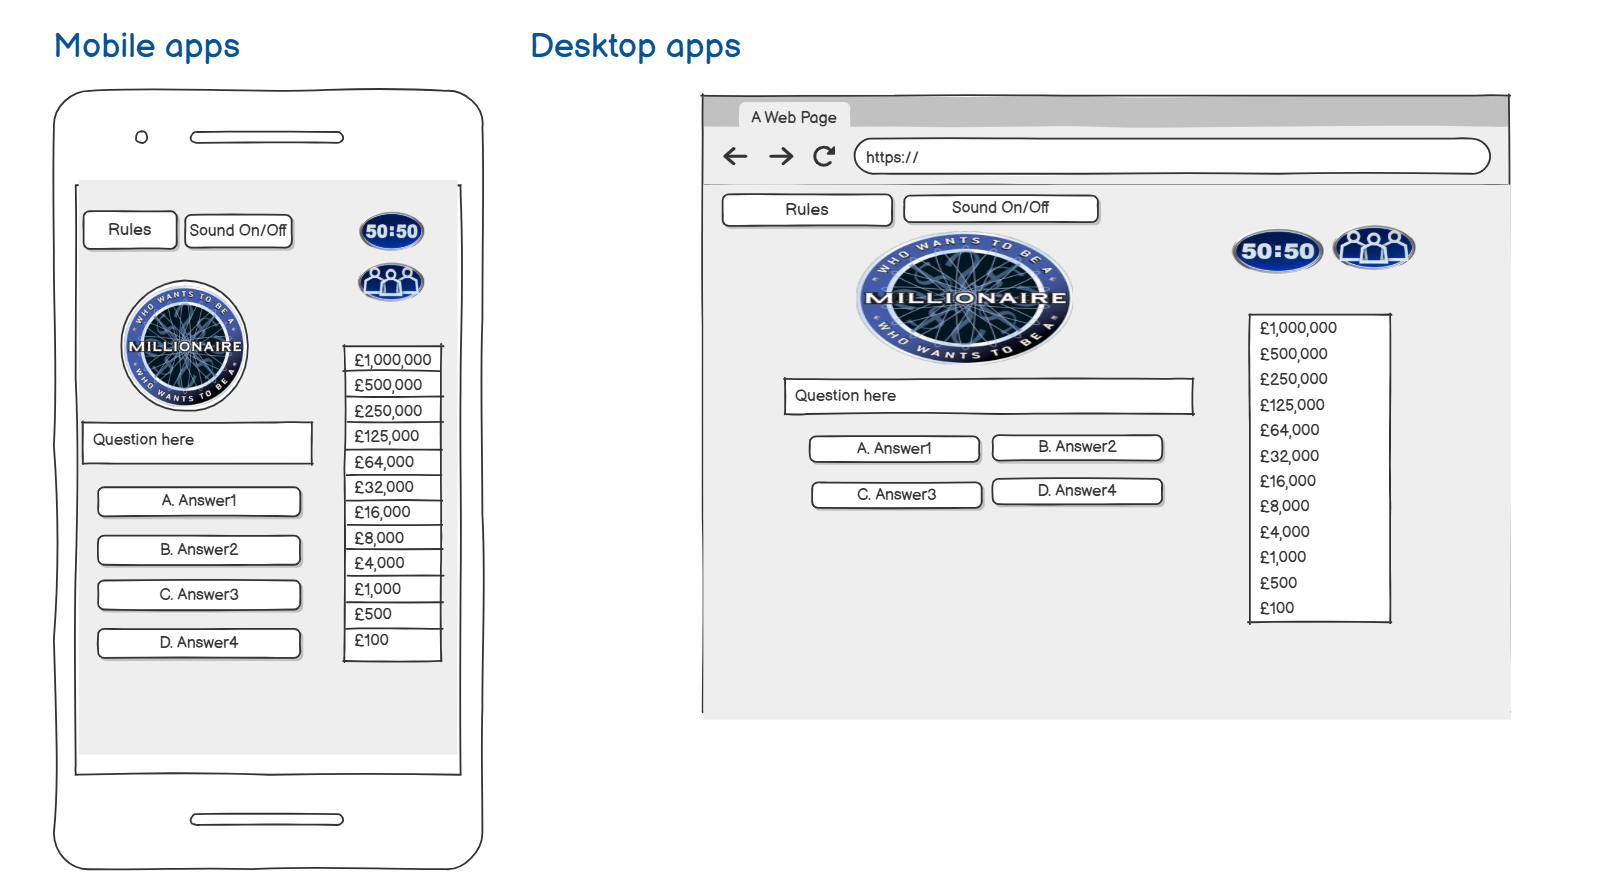 Mobile apps
Rules
Sound On/Off
50:50
WHO WANTS TO BE A
MILLIONAIRE
WHO WANTS TO BE A
Question here
A. Answer1
B. Answer2
C. Answer3
D. Answer4
£1,000,000
£500,000
£250,000
£125,000
£64,000
£32,000
£16,000
£8,000
£4,000
£1,000
£500
£100
Desktop apps
A Web Page
https://
Rules
Sound On/Off
WHO WANTS TO BE A
MILLIONAIRE
WHO WANTS TO BE A
50:50
Question here
A. Answer1
B. Answer2
C. Answer3
D. Answer4
£1,000,000
£500,000
£250,000
£125,000
£64,000
£32,000
£16,000
£8,000
£4,000
£1,000
£500
£100